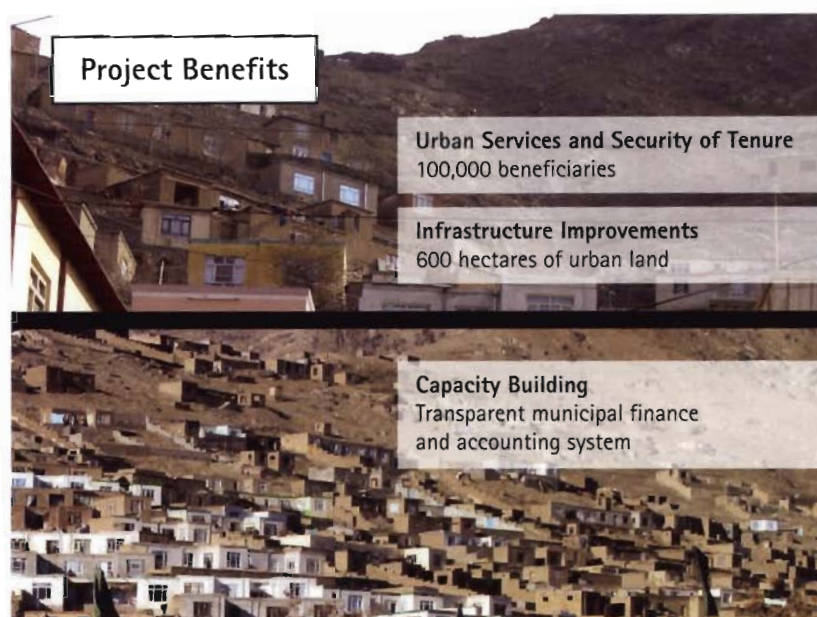 Project Benefits
Urban Services and Security of Tenure
100,000 beneficiaries
Infrastructure Improvements
600 hectares of urban land
Capacity Building
Transparent municipal finance
and accounting system